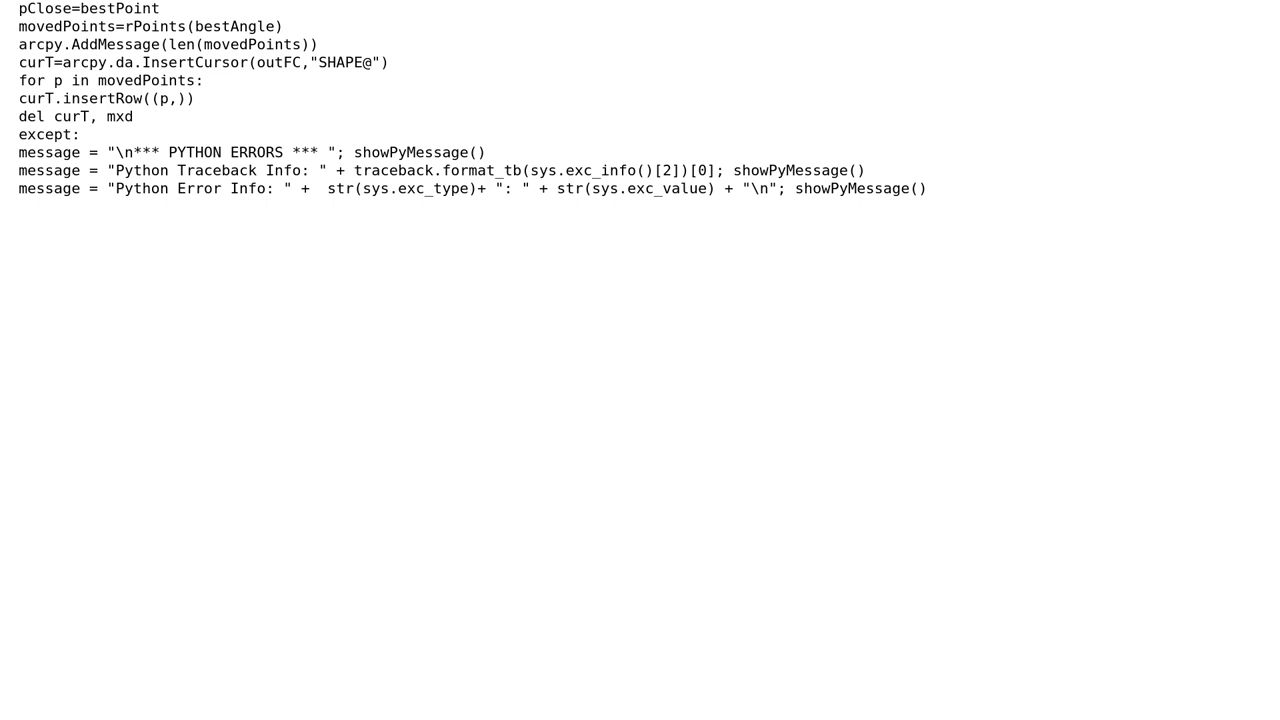 pClose=bestPoint
movedPoints=rPoints(bestAngle)
arcpy.AddMessage(len(movedPoints))
curT=arcpy.da.InsertCursor(outFC,"SHAPE@")
for p in movedPoints:
curT.insertRow((p,))
del curT, mxd
except:
message = "\n*** PYTHON ERRORS *** "; showPyMessage()
message = "Python Traceback Info: " + traceback.format_tb(sys.exc_info()[2])[0]; showPyMessage()
message = "Python Error Info: " +  str(sys.exc_type)+ ": " + str(sys.exc_value) + "\n"; showPyMessage()